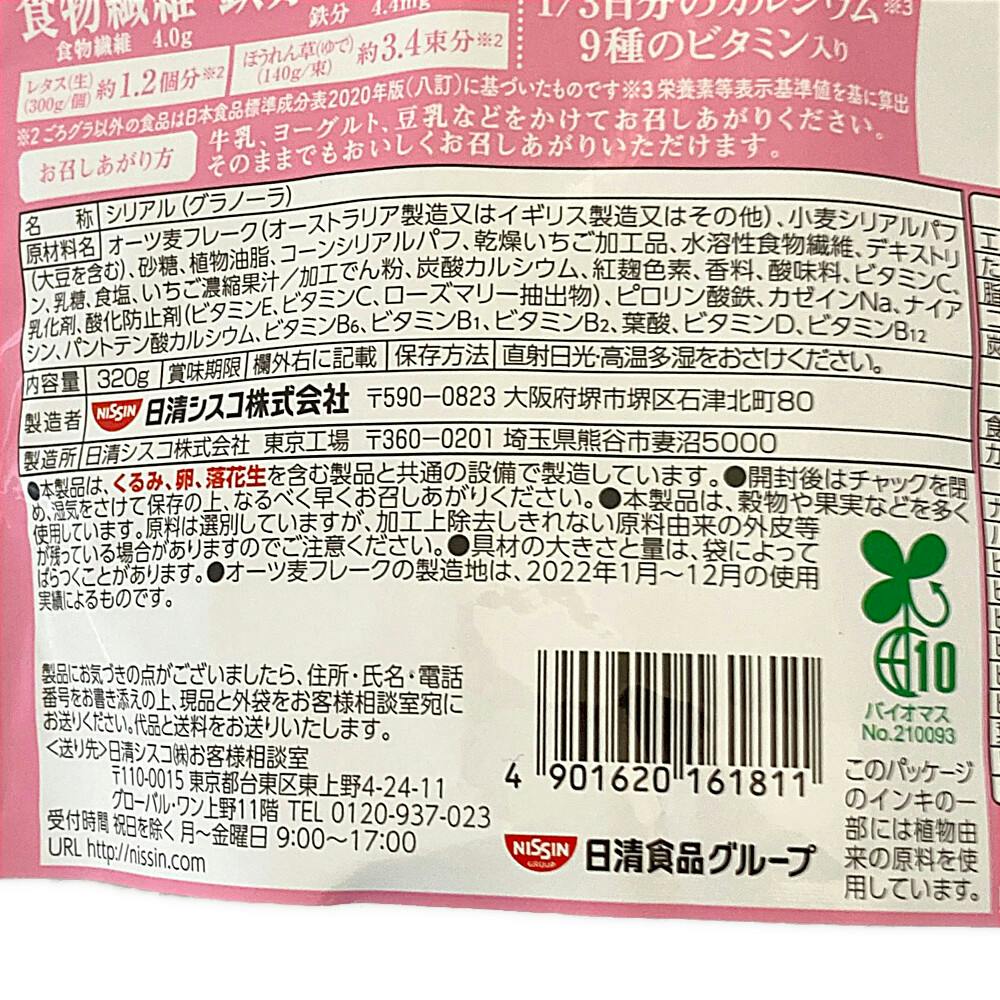 食物繊維 鉄分
食物繊維 4.0g
鉄分 4.4mg
レタス(生)(300g/個) 約1.2個分※2
ほうれん草(ゆで)(140g/束) 約3.4束分※2
1/3日分のカルシウム※3
9種のビタミン入り
※2 ごろグラ以外の食品は日本食品標準成分表2020年版(八訂)に基づいたものです ※3 栄養素等表示基準値を基に算出
お召しあがり方
牛乳、ヨーグルト、豆乳などをかけてお召しあがりください。
そのままでもおいしくお召しあがりいただけます。
名称 シリアル(グラノーラ)
原材料名 オーツ麦フレーク(オーストラリア製造又はイギリス製造又はその他)、小麦シリアルパフ
(大豆を含む)、砂糖、植物油脂、コーンシリアルパフ、乾燥いちご加工品、水溶性食物繊維、デキストリ
ン、乳糖、食塩、いちご濃縮果汁/加工でん粉、炭酸カルシウム、紅麹色素、香料、酸味料、ビタミンC、
乳化剤、酸化防止剤(ビタミンE、ビタミンC、ローズマリー抽出物)、ピロリン酸鉄、カゼインNa、ナイア
シン、パントテン酸カルシウム、ビタミンB6、ビタミンB1、ビタミンB2、葉酸、ビタミンD、ビタミンB12
内容量 320g 賞味期限 欄外右に記載 保存方法 直射日光・高温多湿をおさけください。
製造者 NISSIN 日清シスコ株式会社 〒590-0823 大阪府堺市堺区石津北町80
製造所 日清シスコ株式会社 東京工場 〒360-0201 埼玉県熊谷市妻沼5000
●本製品は、くるみ、卵、落花生を含む製品と共通の設備で製造しています。●開封後はチャックを閉
め、湿気をさけて保存の上、なるべく早くお召しあがりください。●本製品は、穀物や果実などを多く
使用しています。原料は選別していますが、加工上除去しきれない原料由来の外皮等
が残っている場合がありますのでご注意ください。●具材の大きさと量は、袋によって
ばらつくことがあります。●オーツ麦フレークの製造地は、2022年1月〜12月の使用
実績によるものです。
製品にお気づきの点がございましたら、住所・氏名・電話
番号をお書き添えの上、現品と外袋をお客様相談室宛に
お送りください。代品と送料をお送りいたします。
<送り先>日清シスコ㈱お客様相談室
〒110-0015 東京都台東区東上野4-24-11
グローバル・ワン上野11階 TEL 0120-937-023
受付時間 祝日を除く 月〜金曜日 9:00〜17:00
URL http://nissin.com
4 901620 161811
NISSIN GROUP 日清食品グループ
10
バイオマス
No.210093
このパッケージ
のインキの一
部には植物由
来の原料を使
用しています。